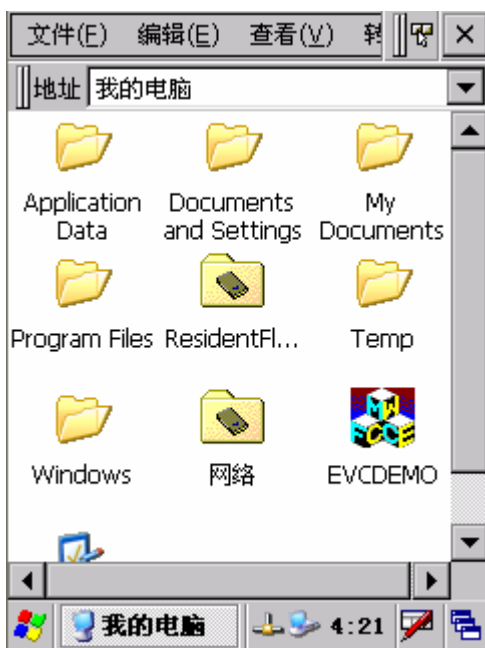 文件(F) 编辑(E) 查看(V)
地址 我的电脑
Application Data
Documents and Settings
My Documents
Program Files
ResidentFl...
Temp
Windows
网络
EVCDEMO
我的电脑 4:21